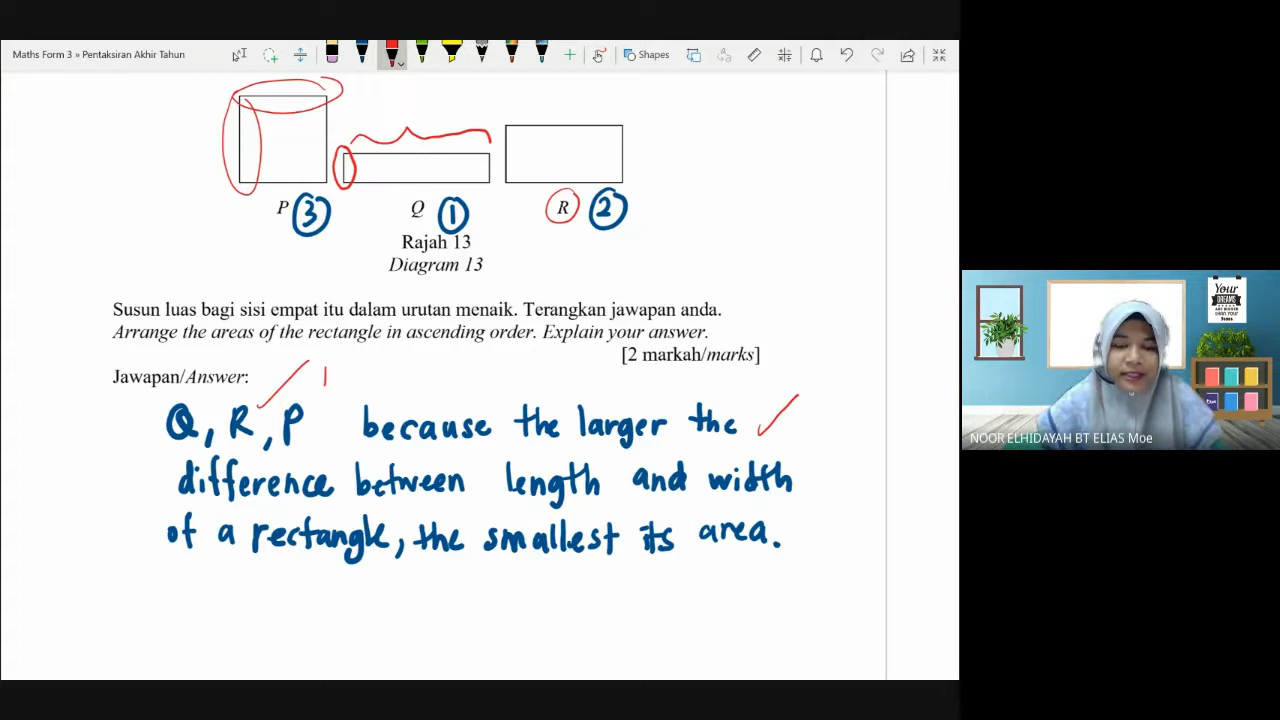 Maths Form 3 » Pentaksiran Akhir Tahun
Shapes
P 3 Q 1 R 2
Rajah 13
Diagram 13
Susun luas bagi sisi empat itu dalam urutan menaik. Terangkan jawapan anda.
Arrange the areas of the rectangle in ascending order. Explain your answer.
[2 markah/marks]
Jawapan/Answer:
1
Q, R, P because the larger the
difference between length and width
of a rectangle, the smallest its area.
Your
DREAMS
NOOR ELHIDAYAH BT ELIAS Moe